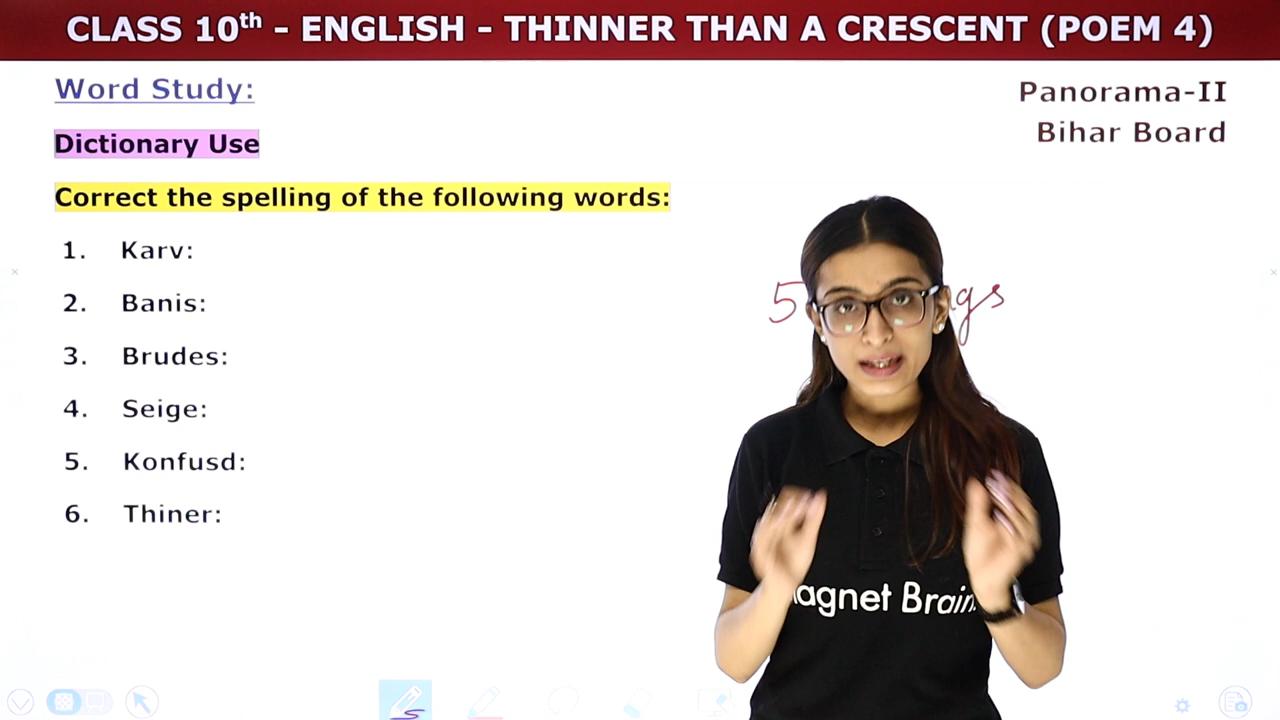 CLASS 10th - ENGLISH - THINNER THAN A CRESCENT (POEM 4)
Word Study:
Panorama-II
Bihar Board
Dictionary Use
Correct the spelling of the following words:
1. Karv:
2. Banis:
3. Brudes:
4. Seige:
5. Konfusd:
6. Thiner:
5
agnet Brain